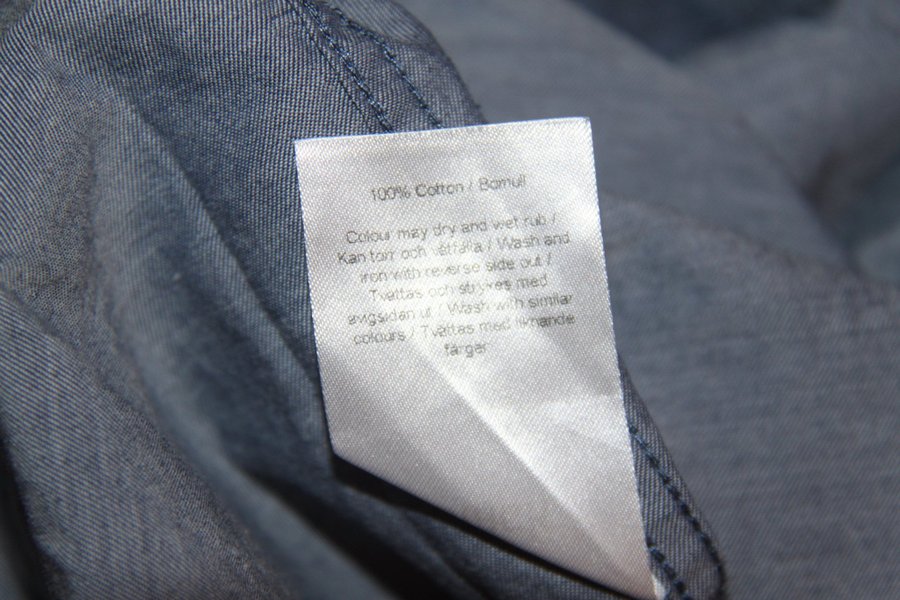 100% Cotton / Bomull
Colour may dry and wet rub /
Kan torr och våtfälla / Wash and
iron with reverse side out /
Tvättas och strykes med
avigsidan ut / Wash with similar
colours / Tvättas med liknande
färger